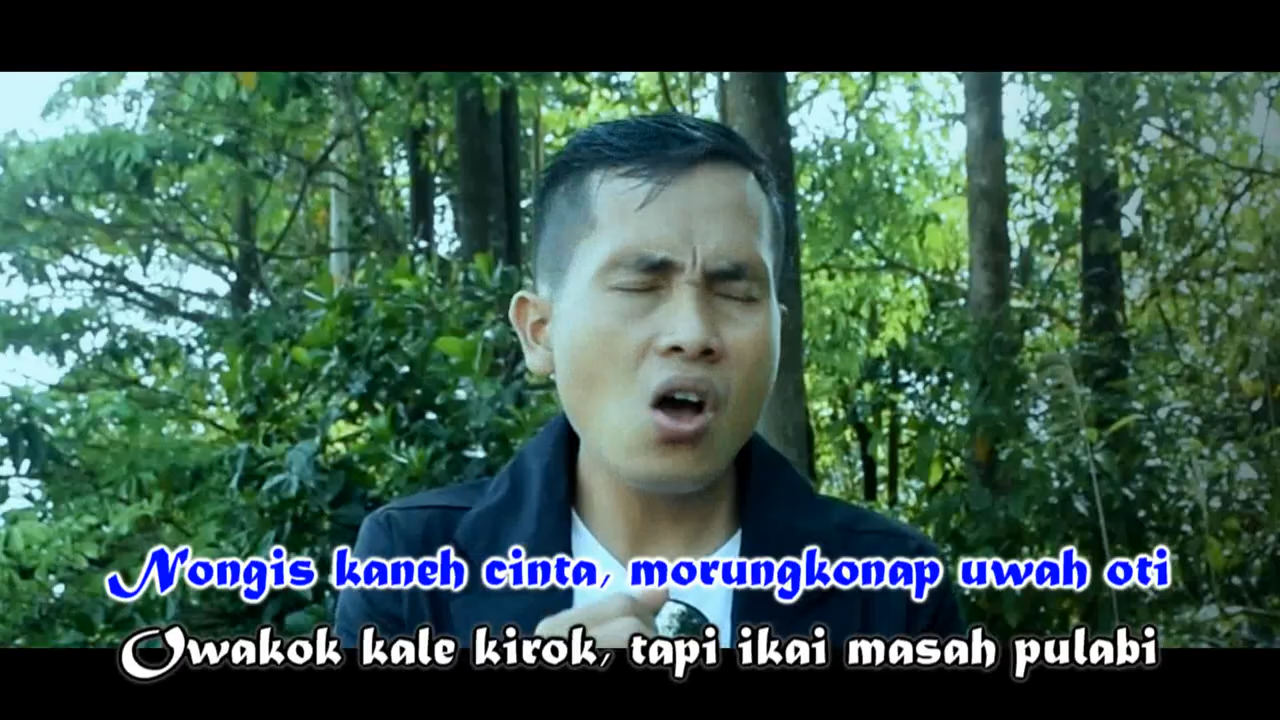 Nongis kaneh cinta, morungkonap uwah oti
Owakok kale kirok, tapi ikai masah pulabi